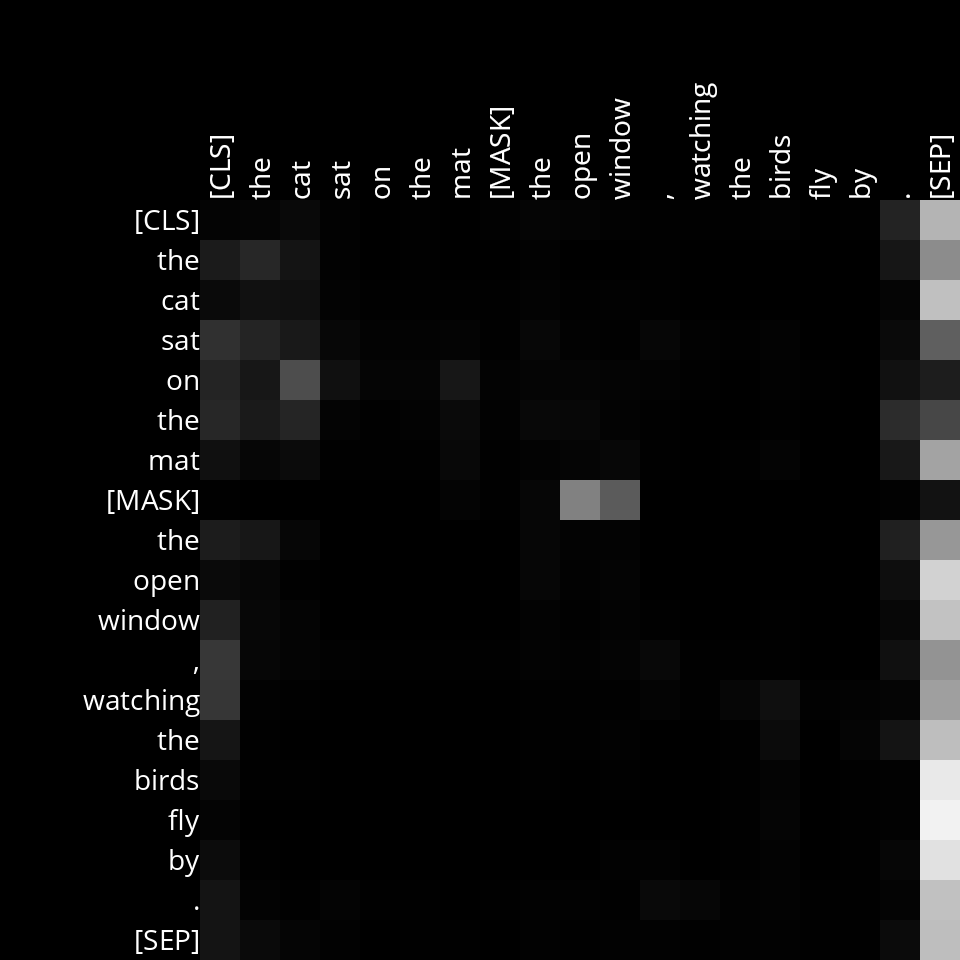 [CLS] the cat sat on the mat [MASK] the open window , watching the birds fly by . [SEP]
[CLS]
the
cat
sat
on
the
mat
[MASK]
the
open
window
,
watching
the
birds
fly
by
.
[SEP]